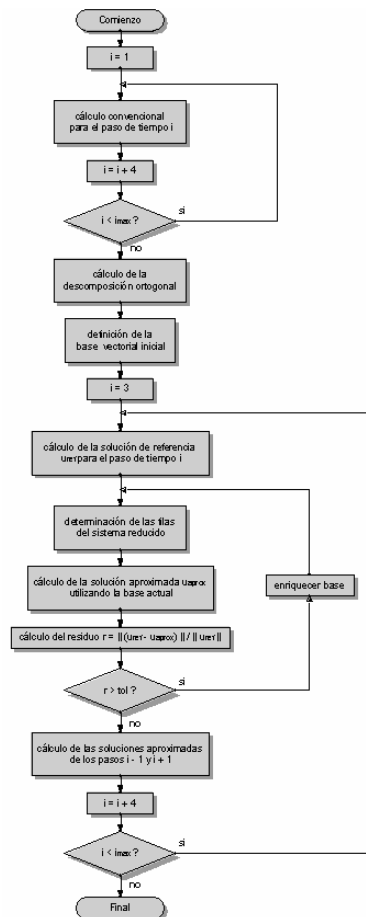 Comienzo
i = 1
cálculo convencional
para el paso de tiempo i
i = i + 4
i < imax ?
si
no
cálculo de la
descomposición ortogonal
definición de la
base vectorial inicial
i = 3
cálculo de la solución de referencia
uref para el paso de tiempo i
determinación de las filas
del sistema reducido
cálculo de la solución aproximada uaprox
utilizando la base actual
enriquecer base
cálculo del residuo r = ||(uref - uaprox) || / || uref ||
r > tol ?
si
no
cálculo de las soluciones aproximadas
de los pasos i - 1 y i + 1
i = i + 4
i < imax ?
si
no
Final